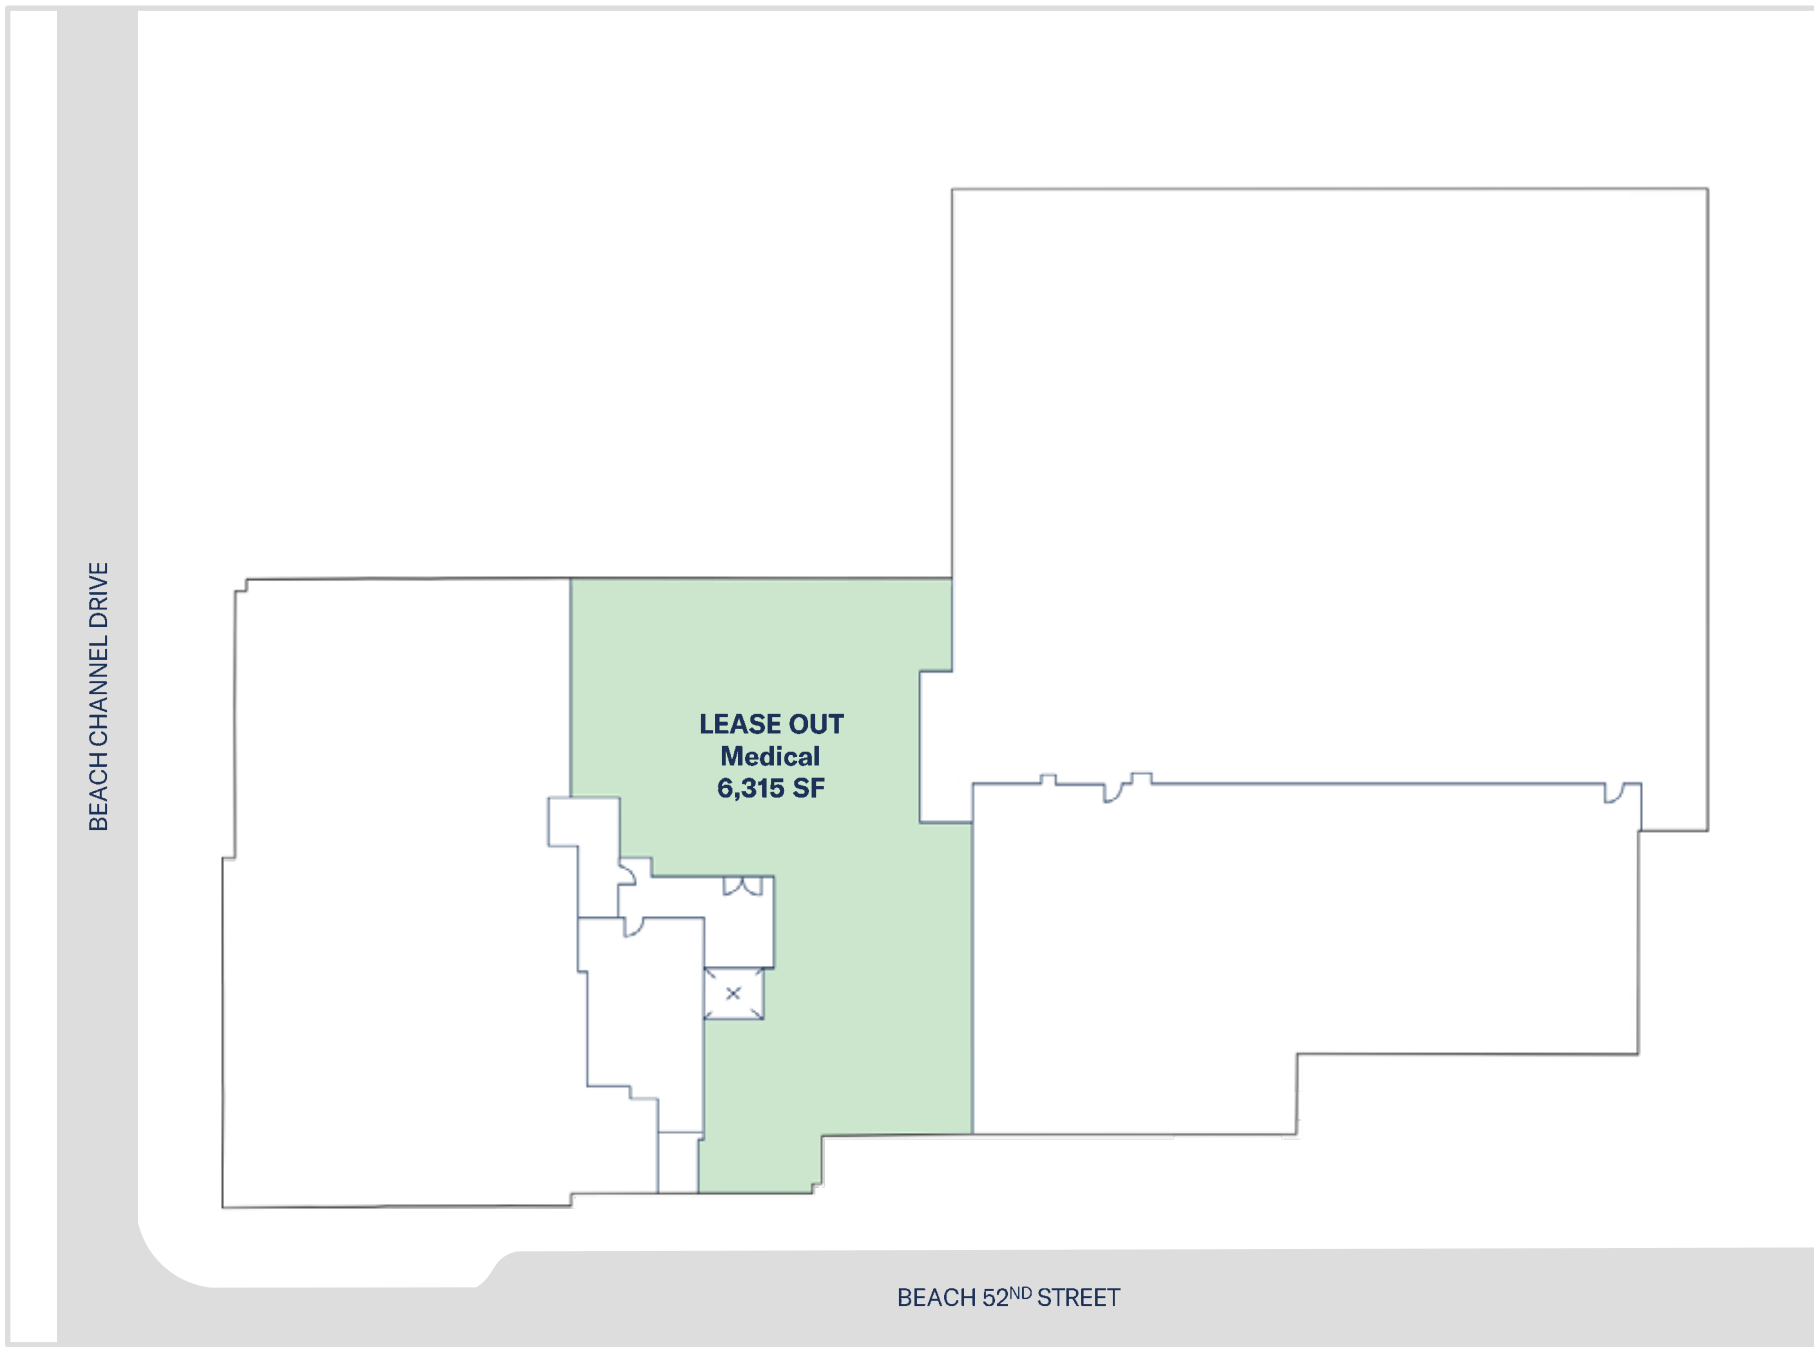 BEACH CHANNEL DRIVE
LEASE OUT
Medical
6,315 SF
BEACH 52ND STREET